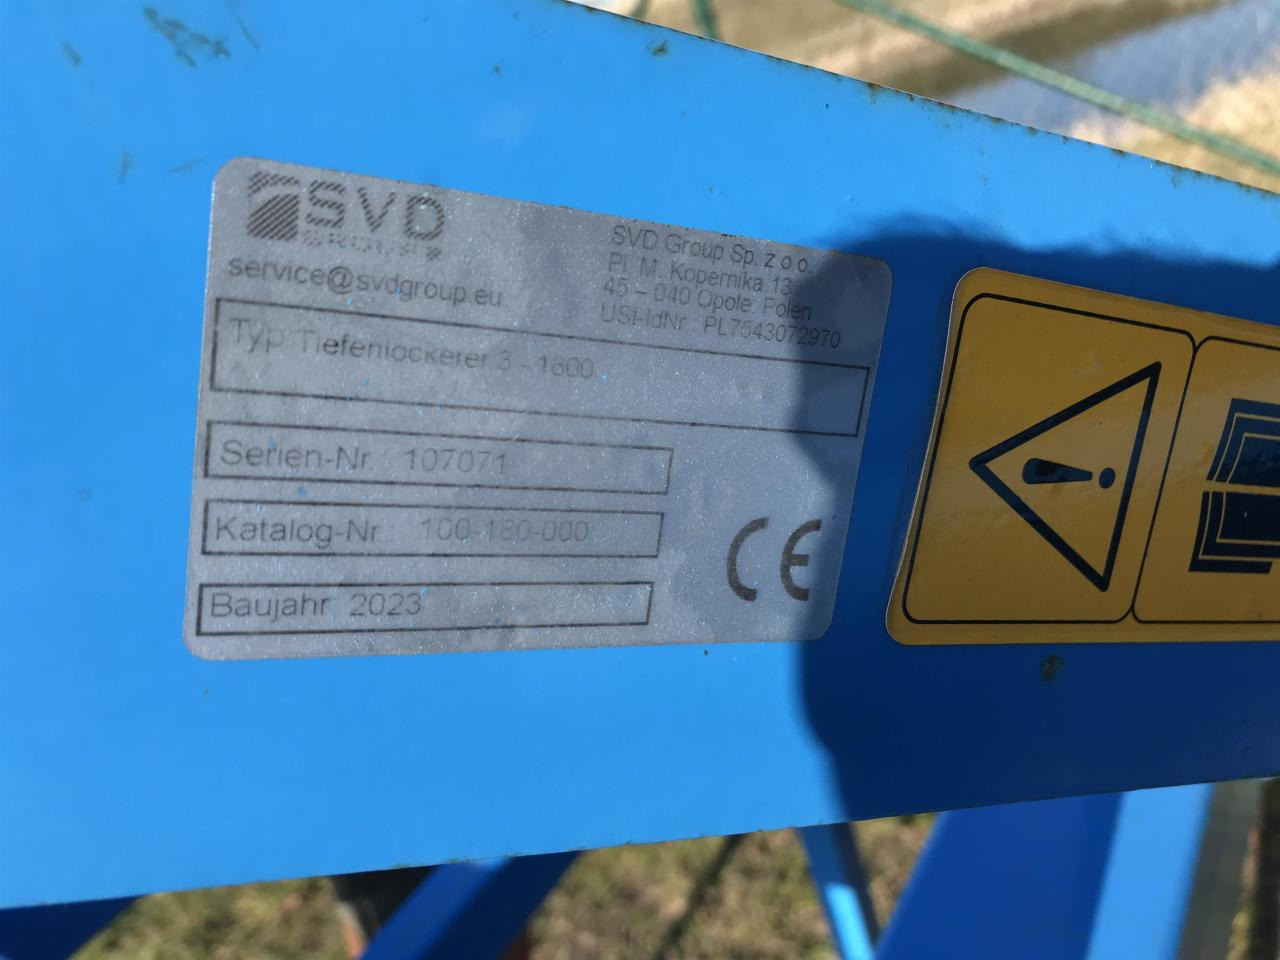 SVD
GROUP
service@svdgroup.eu
SVD Group Sp. z o o.
Pl. M. Kopernika 13
45 – 040 Opole, Polen
USt-IdNr. PL7543072970
Typ Tiefenlockerer 3 - 1800
Serien-Nr. 107071
Katalog-Nr 100-180-000
Baujahr 2023
CE